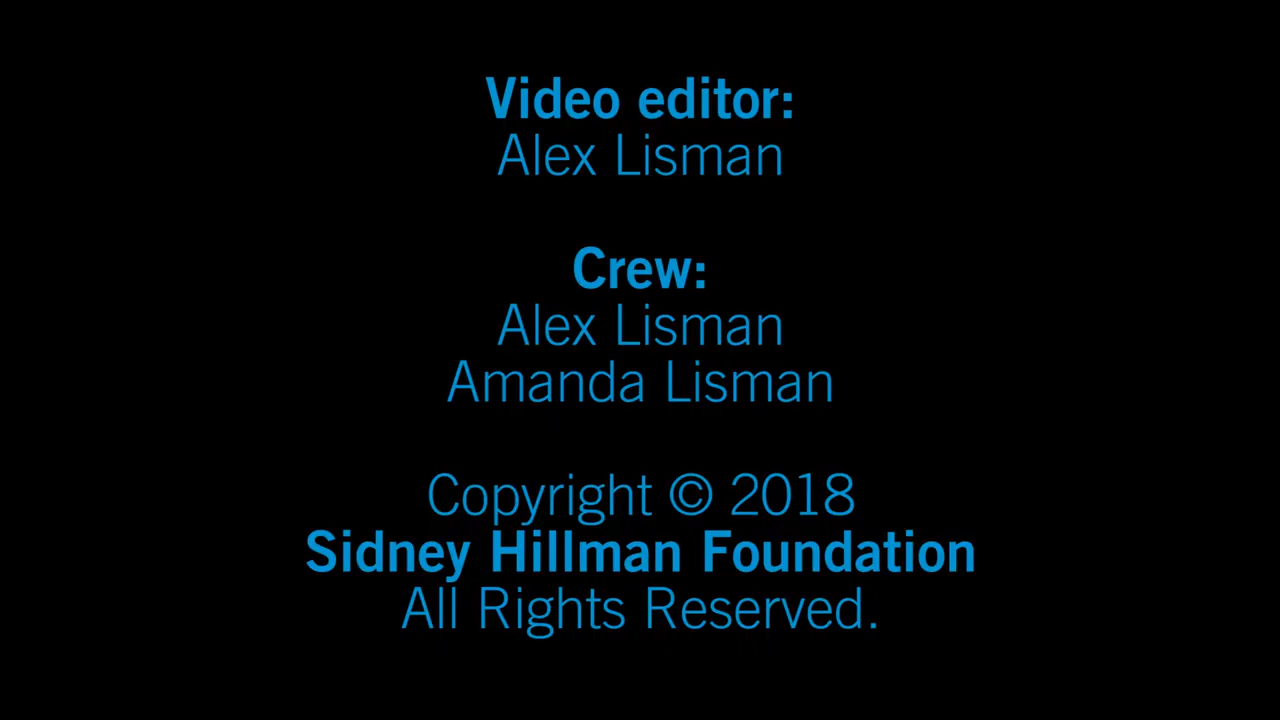 Video editor:
Alex Lisman
Crew:
Alex Lisman
Amanda Lisman
Copyright © 2018
Sidney Hillman Foundation
All Rights Reserved.